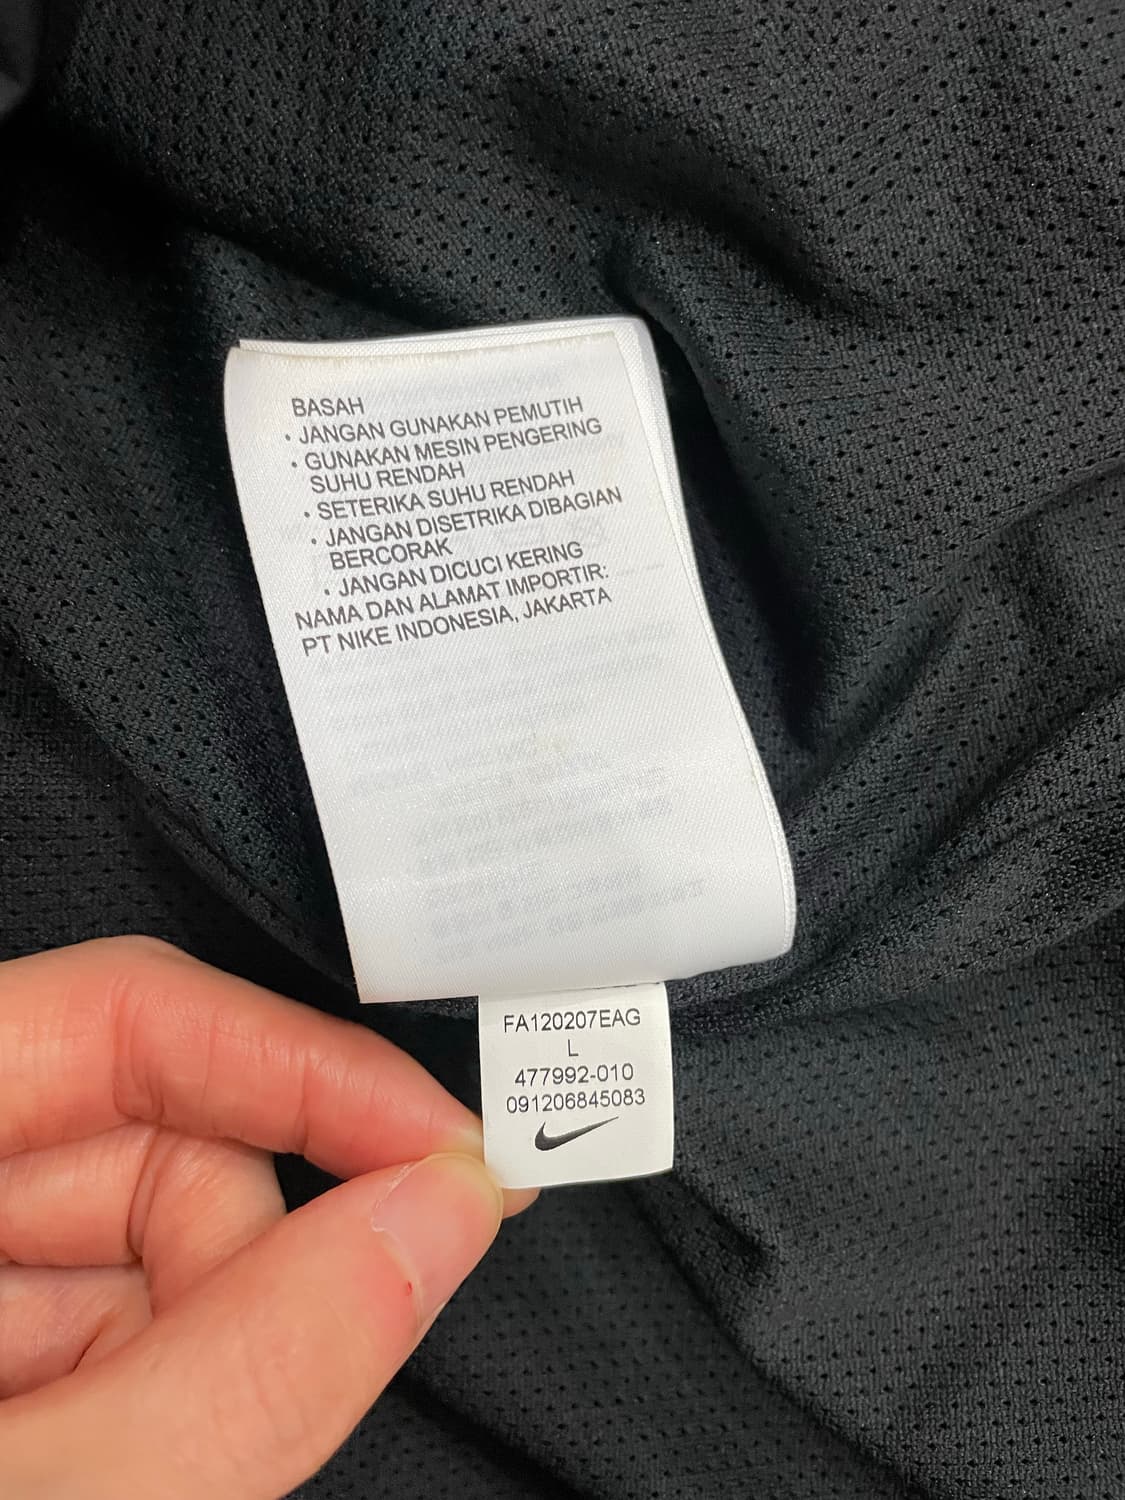 BASAH
· JANGAN GUNAKAN PEMUTIH
· GUNAKAN MESIN PENGERING
SUHU RENDAH
· SETERIKA SUHU RENDAH
· JANGAN DISETRIKA DIBAGIAN
BERCORAK
· JANGAN DICUCI KERING
NAMA DAN ALAMAT IMPORTIR:
PT NIKE INDONESIA, JAKARTA
FA120207EAG
L
477992-010
091206845083